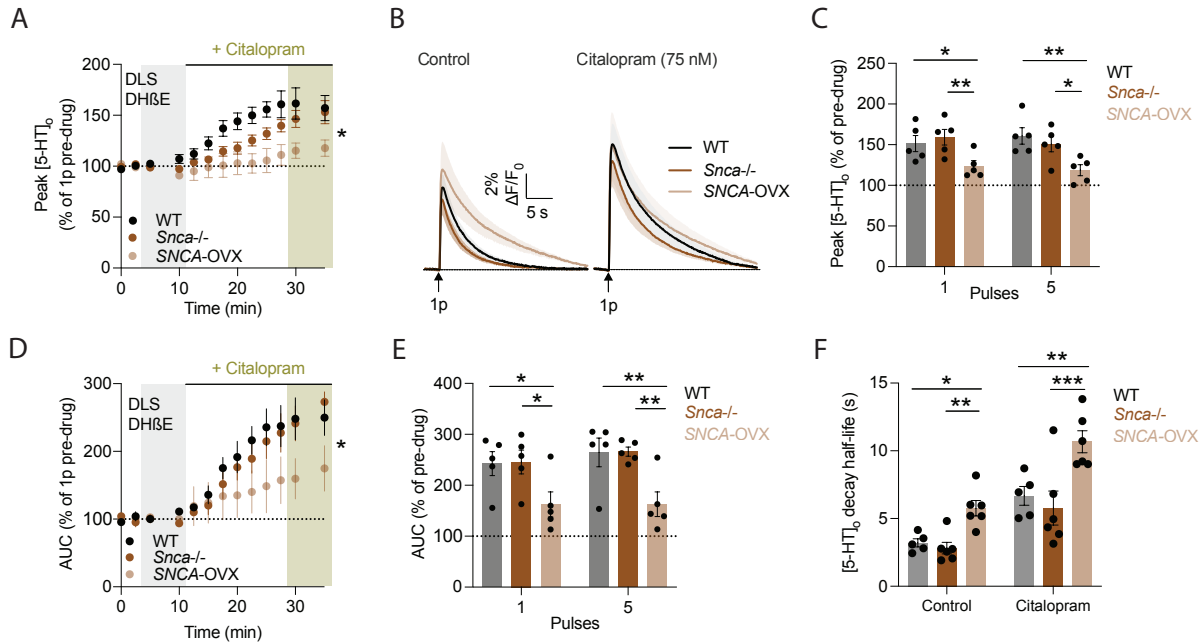 A
+ Citalopram
DLS
DHßE
Peak [5-HT]o
(% of 1p pre-drug)
200
150
100
50
0
*
WT
Snca-/-
SNCA-OVX
0
10
20
30
Time (min)
B
Control
Citalopram (75 nM)
WT
Snca-/-
SNCA-OVX
2%
ΔF/F0
5 s
1p
1p
C
Peak [5-HT]o (% of pre-drug)
250
200
150
100
50
0
*
**
**
*
1
5
Pulses
WT
Snca-/-
SNCA-OVX
D
+ Citalopram
DLS
DHßE
AUC (% of 1p pre-drug)
300
200
100
0
*
WT
Snca-/-
SNCA-OVX
0
10
20
30
Time (min)
E
AUC (% of pre-drug)
400
300
200
100
0
*
*
**
**
1
5
Pulses
WT
Snca-/-
SNCA-OVX
F
[5-HT]o decay half-life (s)
15
10
5
0
*
**
**
***
Control
Citalopram
WT
Snca-/-
SNCA-OVX